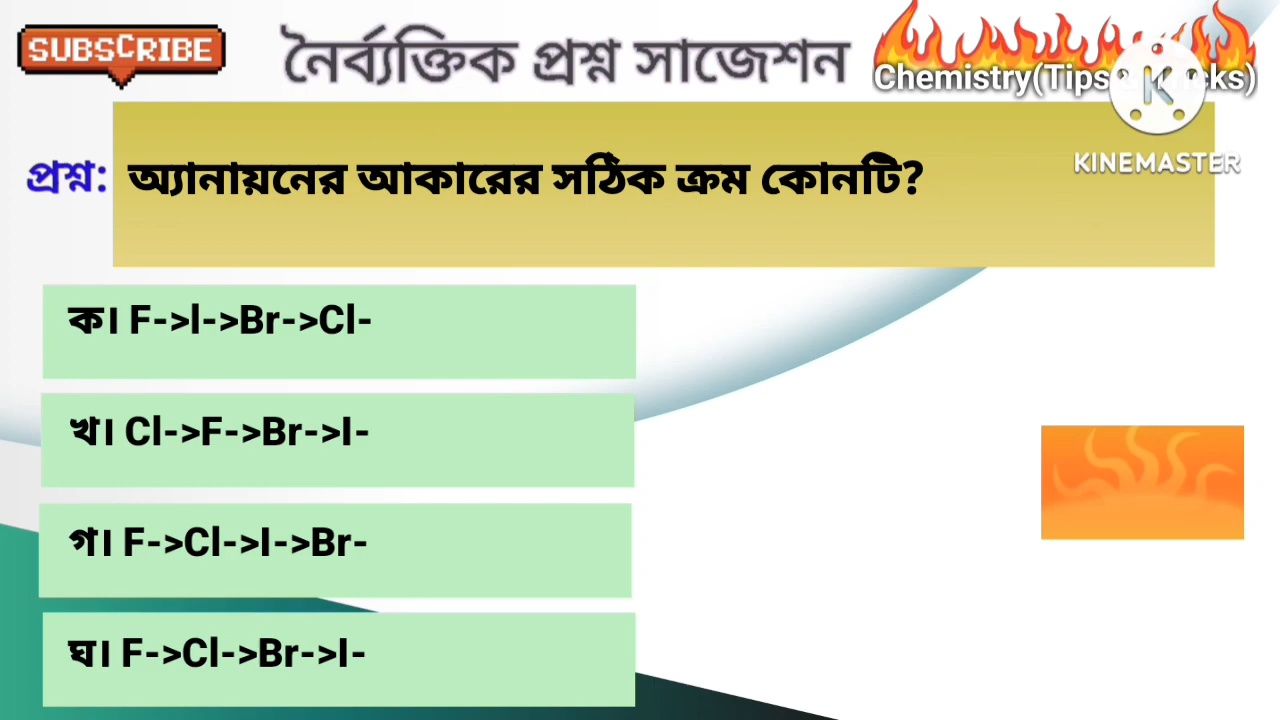 SUBSCRIBE
নৈর্ব্যক্তিক প্রশ্ন সাজেশন
Chemistry(Tips & Tricks)
KINEMASTER
প্রশ্ন: অ্যানায়নের আকারের সঠিক ক্রম কোনটি?
ক। F->l->Br->Cl-
খ। Cl->F->Br->I-
গ। F->Cl->I->Br-
ঘ। F->Cl->Br->I-